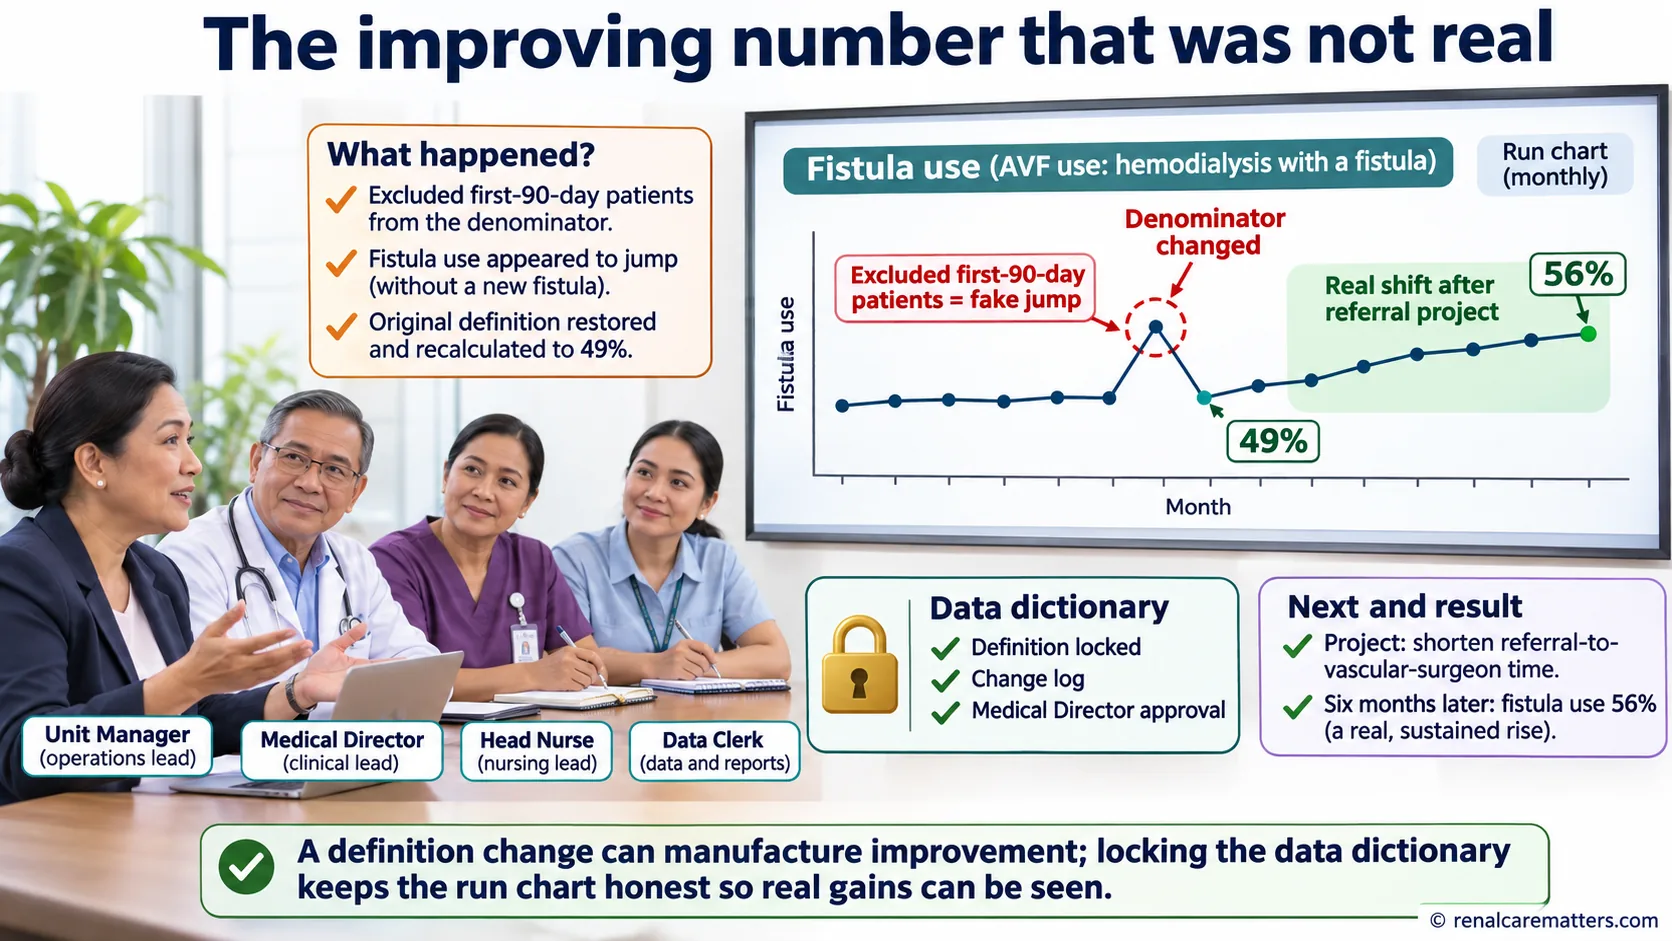 The improving number that was not real
What happened?
Excluded first-90-day patients
from the denominator.
Fistula use appeared to jump
(without a new fistula).
Original definition restored
and recalculated to 49%.
Fistula use (AVF use: hemodialysis with a fistula)
Run chart
(monthly)
Denominator
changed
Excluded first-90-day
patients = fake jump
Real shift after
referral project
56%
49%
Fistula use
Month
Unit Manager
(operations lead)
Medical Director
(clinical lead)
Head Nurse
(nursing lead)
Data Clerk
(data and reports)
Data dictionary
Definition locked
Change log
Medical Director approval
Next and result
Project: shorten referral-to-
vascular-surgeon time.
Six months later: fistula use 56%
(a real, sustained rise).
A definition change can manufacture improvement; locking the data dictionary
keeps the run chart honest so real gains can be seen.
© renalcarematters.com